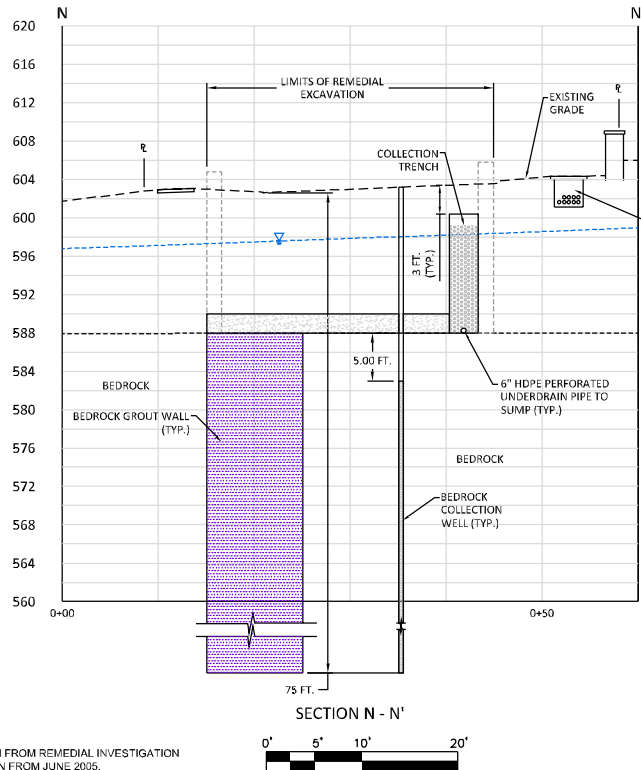 N
N
620
616
612
608
604
600
596
592
588
584
580
576
572
568
564
560
LIMITS OF REMEDIAL
EXCAVATION
EXISTING
GRADE
COLLECTION
TRENCH
3 FT.
(TYP.)
5.00 FT.
6" HDPE PERFORATED
UNDERDRAIN PIPE TO
SUMP (TYP.)
BEDROCK
BEDROCK GROUT WALL
(TYP.)
BEDROCK
BEDROCK
COLLECTION
WELL (TYP.)
0+00
0+50
75 FT.
SECTION N - N'
0' 5' 10' 20'
FROM REMEDIAL INVESTIGATION
FROM JUNE 2005.